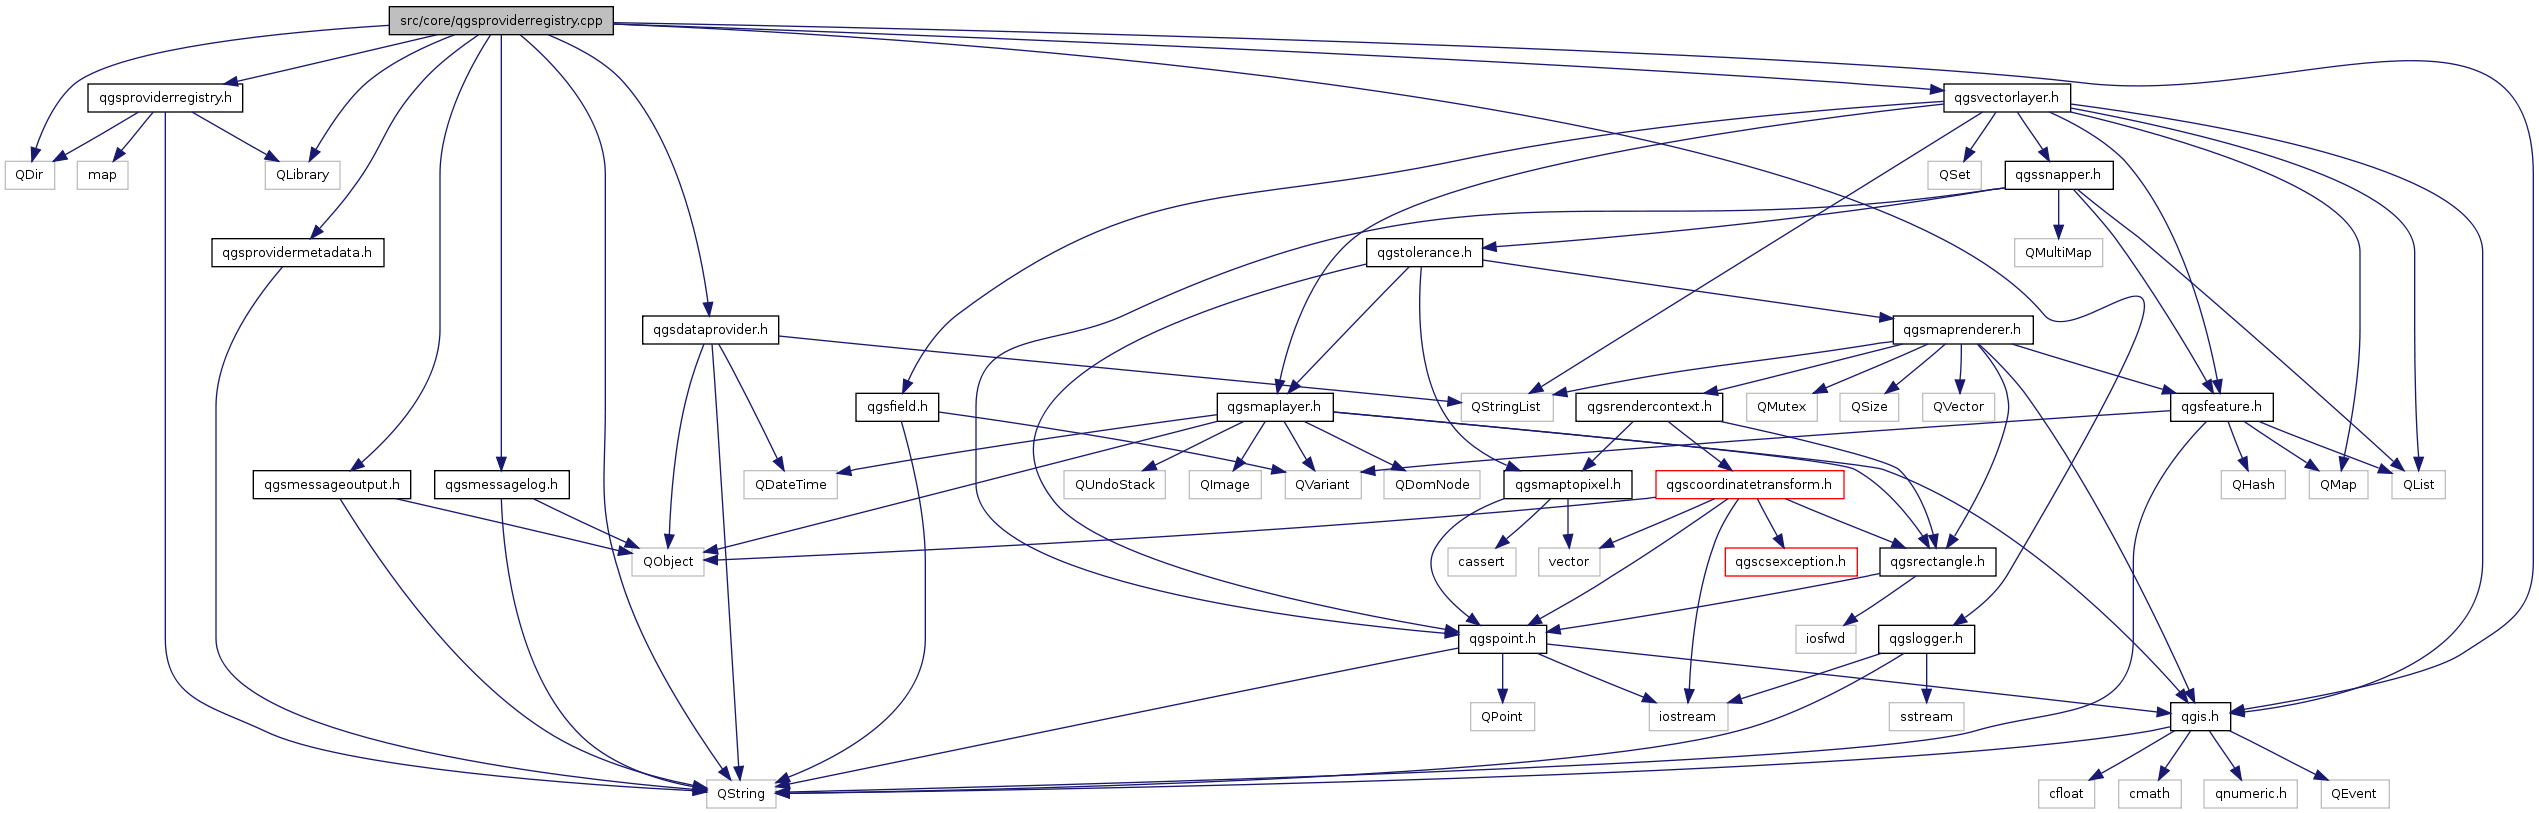 src/core/qgsproviderregistry.cpp
qgsproviderregistry.h
qgsvectorlayer.h
QDir
map
QLibrary
QSet
qgssnapper.h
qgsprovidermetadata.h
qgstolerance.h
QMultiMap
qgsdataprovider.h
qgsmaprenderer.h
qgsfield.h
qgsmaplayer.h
QStringList
qgsrendercontext.h
QMutex
QSize
QVector
qgsfeature.h
qgsmessageoutput.h
qgsmessagelog.h
QDateTime
QUndoStack
QImage
QVariant
QDomNode
qgsmaptopixel.h
qgscoordinatetransform.h
QHash
QMap
QList
QObject
cassert
vector
qgscsexception.h
qgsrectangle.h
qgspoint.h
iosfwd
qgslogger.h
QPoint
iostream
sstream
qgis.h
QString
cfloat
cmath
qnumeric.h
QEvent